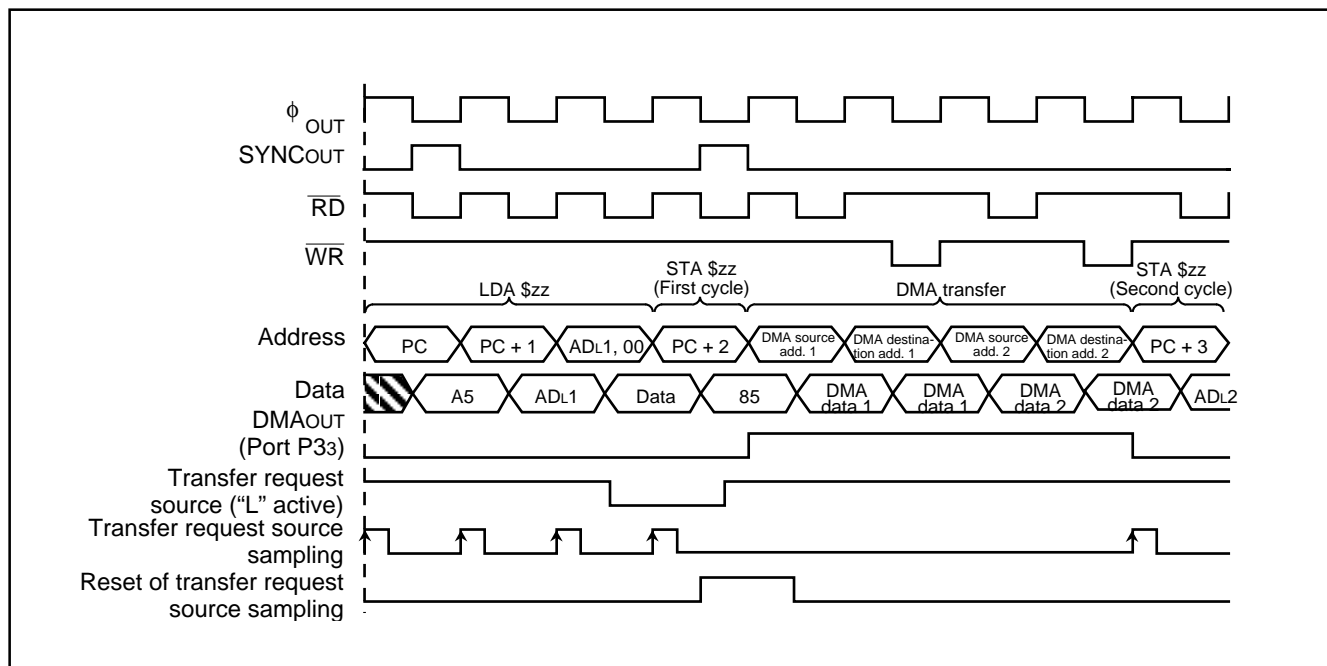 ϕ OUT
SYNCOUT
RD
WR
LDA $zz
STA $zz
(First cycle)
DMA transfer
STA $zz
(Second cycle)
Address
PC
PC + 1
ADL1, 00
PC + 2
DMA source
add. 1
DMA destina-
tion add. 1
DMA source
add. 2
DMA destina-
tion add. 2
PC + 3
Data
A5
ADL1
Data
85
DMA
data 1
DMA
data 1
DMA
data 2
DMA
data 2
ADL2
DMAOUT
(Port P33)
Transfer request
source (“L” active)
Transfer request source
sampling
Reset of transfer request
source sampling